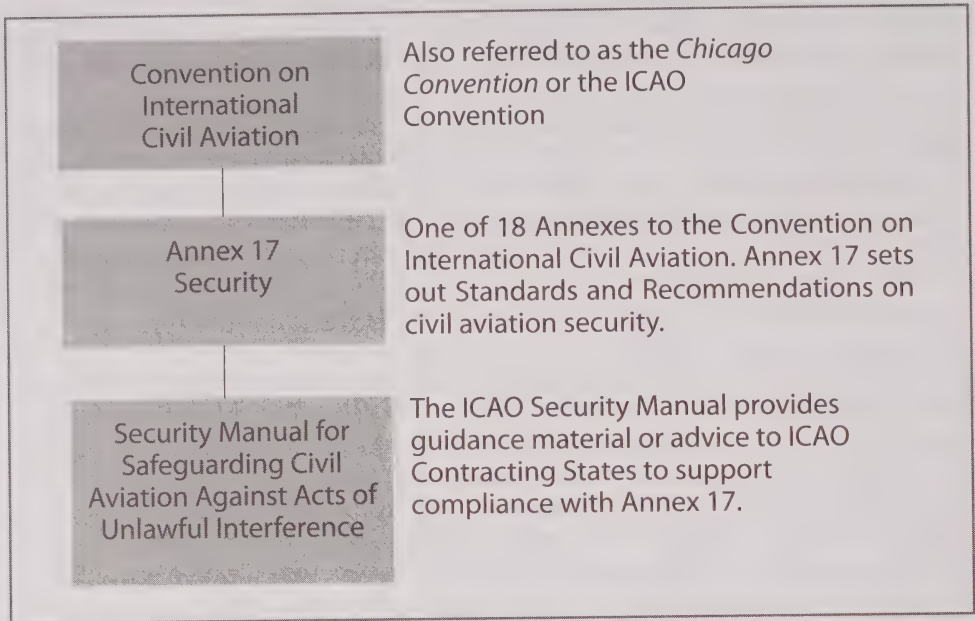 Convention on
International
Civil Aviation
Also referred to as the Chicago
Convention or the ICAO
Convention
Annex 17
Security
One of 18 Annexes to the Convention on
International Civil Aviation. Annex 17 sets
out Standards and Recommendations on
civil aviation security.
Security Manual for
Safeguarding Civil
Aviation Against Acts of
Unlawful Interference
The ICAO Security Manual provides
guidance material or advice to ICAO
Contracting States to support
compliance with Annex 17.